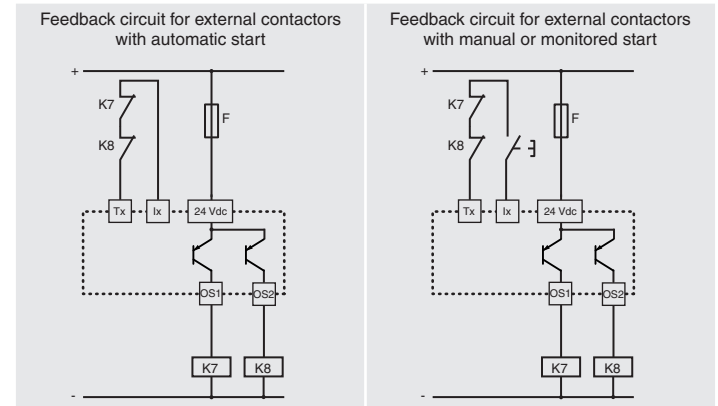 Feedback circuit for external contactors
with automatic start
+
K7
F
K8
Tx
Ix
24 Vdc
OS1
OS2
K7
K8
-
Feedback circuit for external contactors
with manual or monitored start
+
K7
F
K8
Tx
Ix
24 Vdc
OS1
OS2
K7
K8
-